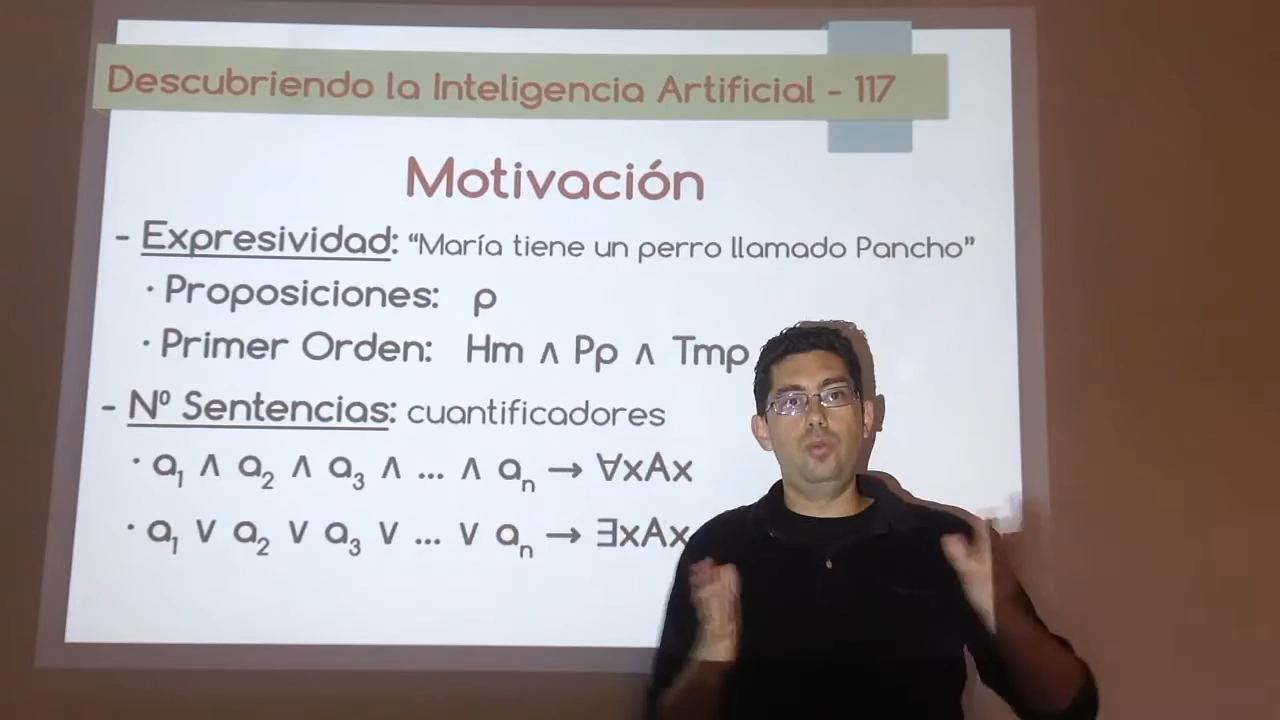 Descubriendo la Inteligencia Artificial - 117
Motivación
- Expresividad: “María tiene un perro llamado Pancho”
· Proposiciones: p
· Primer Orden: Hm ∧ Pp ∧ Tmp
- Nº Sentencias: cuantificadores
· a₁ ∧ a₂ ∧ a₃ ∧ ... ∧ aₙ → ∀xAx
· a₁ ∨ a₂ ∨ a₃ ∨ ... ∨ aₙ → ∃xAx